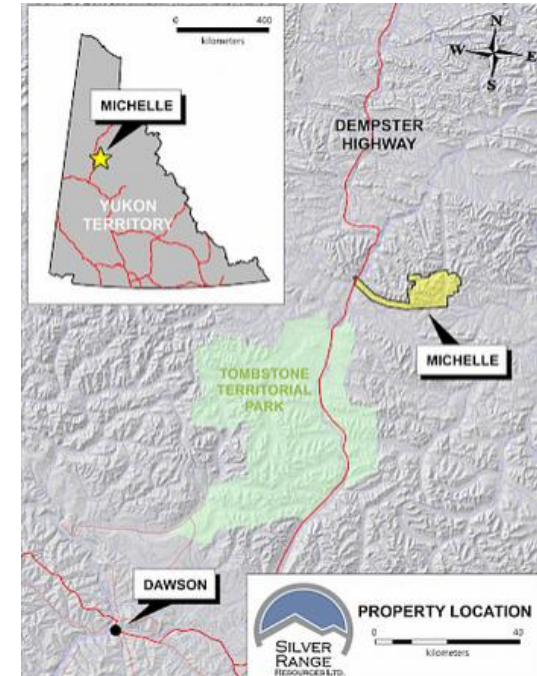 0 400
kilometers
MICHELLE
YUKON
TERRITORY
N
W E
S
DEMPSTER
HIGHWAY
MICHELLE
TOMBSTONE
TERRITORIAL
PARK
DAWSON
PROPERTY LOCATION
0 40
kilometers
SILVER
RANGE
RESOURCES LTD.